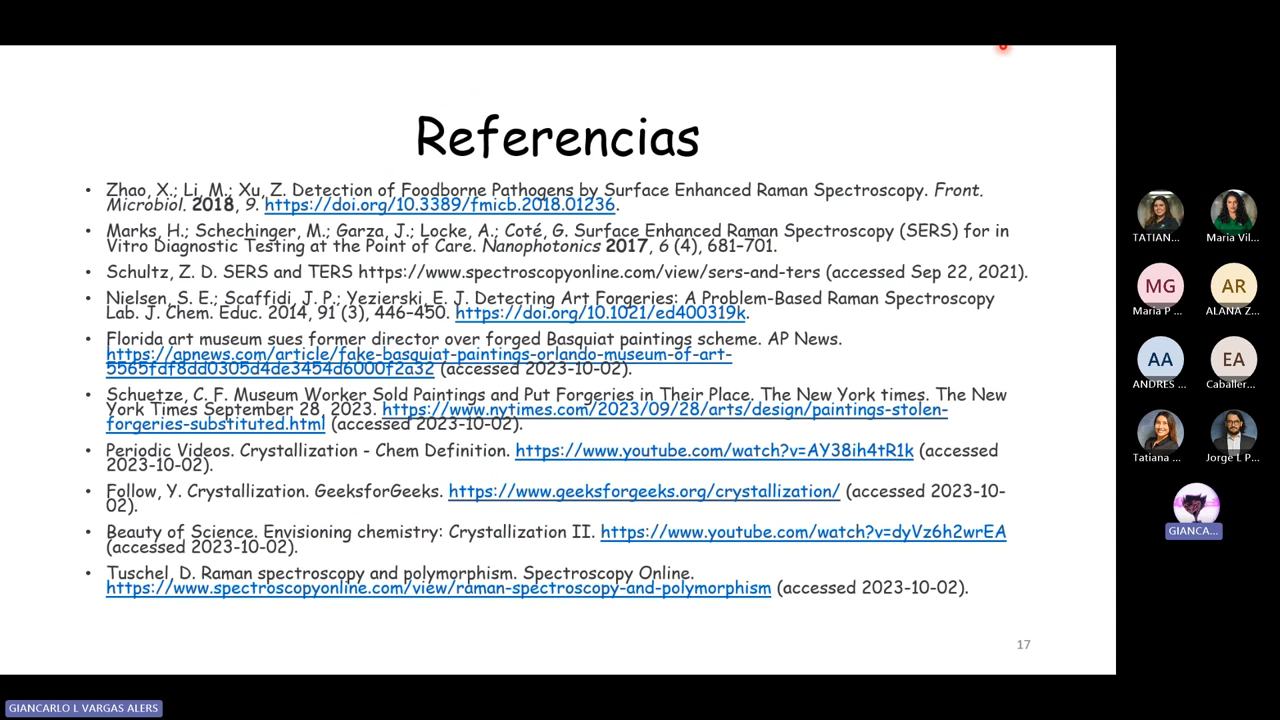 Referencias
• Zhao, X.; Li, M.; Xu, Z. Detection of Foodborne Pathogens by Surface Enhanced Raman Spectroscopy. Front.
Microbiol. 2018, 9. https://doi.org/10.3389/fmicb.2018.01236.
• Marks, H.; Schechinger, M.; Garza, J.; Locke, A.; Coté, G. Surface Enhanced Raman Spectroscopy (SERS) for in
Vitro Diagnostic Testing at the Point of Care. Nanophotonics 2017, 6 (4), 681–701.
• Schultz, Z. D. SERS and TERS https://www.spectroscopyonline.com/view/sers-and-ters (accessed Sep 22, 2021).
• Nielsen, S. E.; Scaffidi, J. P.; Yezierski, E. J. Detecting Art Forgeries: A Problem-Based Raman Spectroscopy
Lab. J. Chem. Educ. 2014, 91 (3), 446–450. https://doi.org/10.1021/ed400319k.
• Florida art museum sues former director over forged Basquiat paintings scheme. AP News.
https://apnews.com/article/fake-basquiat-paintings-orlando-museum-of-art-
5565fdf8dd0305d4de3454d6000f2a32 (accessed 2023-10-02).
• Schuetze, C. F. Museum Worker Sold Paintings and Put Forgeries in Their Place. The New York times. The New
York Times September 28, 2023. https://www.nytimes.com/2023/09/28/arts/design/paintings-stolen-
forgeries-substituted.html (accessed 2023-10-02).
• Periodic Videos. Crystallization - Chem Definition. https://www.youtube.com/watch?v=AY38ih4tR1k (accessed
2023-10-02).
• Follow, Y. Crystallization. GeeksforGeeks. https://www.geeksforgeeks.org/crystallization/ (accessed 2023-10-
02).
• Beauty of Science. Envisioning chemistry: Crystallization II. https://www.youtube.com/watch?v=dyVz6h2wrEA
(accessed 2023-10-02).
• Tuschel, D. Raman spectroscopy and polymorphism. Spectroscopy Online.
https://www.spectroscopyonline.com/view/raman-spectroscopy-and-polymorphism (accessed 2023-10-02).
17
TATIAN...
Maria Vil...
MG
AR
Maria P ...
ALANA Z...
AA
EA
ANDRES ...
Caballer...
Tatiana ...
Jorge L P...
GIANCA...
GIANCARLO L VARGAS ALERS